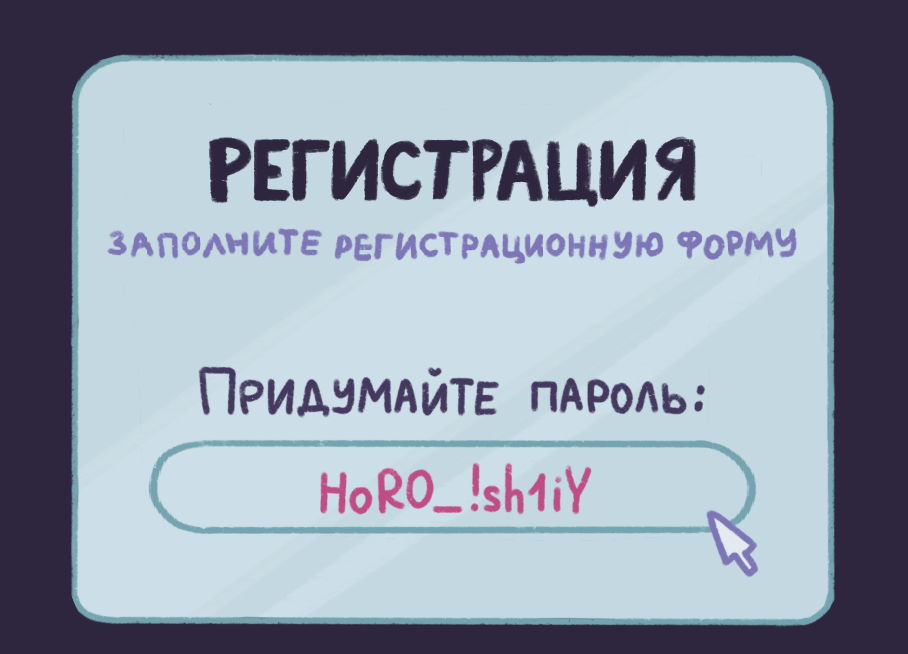 РЕГИСТРАЦИЯ
ЗАПОЛНИТЕ РЕГИСТРАЦИОННУЮ ФОРМУ
ПРИДУМАЙТЕ ПАРОЛЬ:
HoRO_!sh1iY